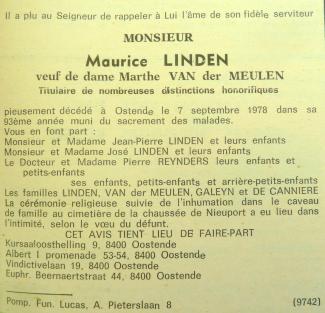 Il a plu au Seigneur de rappeler à Lui l'âme de son fidèle serviteur
MONSIEUR
Maurice LINDEN
veuf de dame Marthe VAN der MEULEN
Titulaire de nombreuses distinctions honorifiques
pieusement décédé à Ostende le 7 septembre 1978 dans sa
93ème année muni du sacrement des malades.
Vous en font part :
Monsieur et Madame Jean-Pierre LINDEN et leurs enfants
Monsieur et Madame José LINDEN et leurs enfants
Le Docteur et Madame Pierre REYNDERS leurs enfants et
petits-enfants
ses enfants, petits-enfants et arrière-petits-enfants
Les familles LINDEN, VAN der MEULEN, GALEYN et DE CANNIERE
La cérémonie religieuse suivie de l'inhumation dans le caveau
de famille au cimetière de la chaussée de Nieuport a eu lieu dans
l'intimité, selon le vœu du défunt.
CET AVIS TIENT LIEU DE FAIRE-PART
Kursaaloosthelling 9, 8400 Oostende
Albert I promenade 53-54, 8400 Oostende
Vindictivelaan 19, 8400 Oostende
Euphr. Beernaertstraat 44, 8400 Oostende
Pomp. Fun. Lucas, A. Pieterslaan 8 (9742)